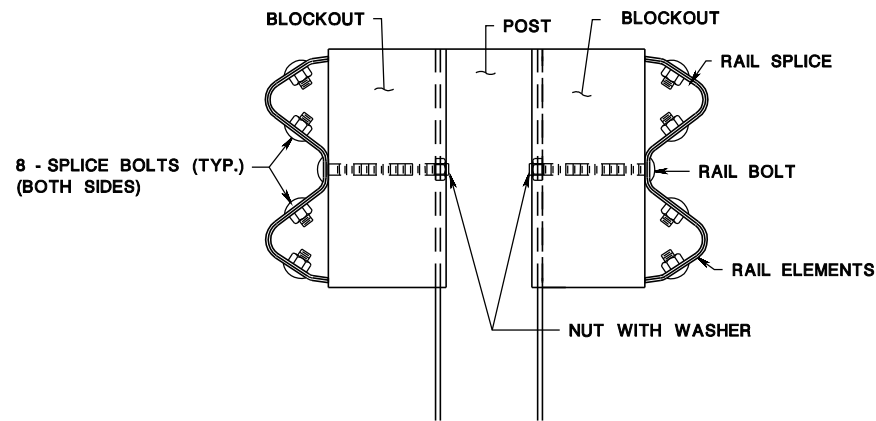 BLOCKOUT
POST
BLOCKOUT
RAIL SPLICE
8 - SPLICE BOLTS (TYP.)
(BOTH SIDES)
RAIL BOLT
RAIL ELEMENTS
NUT WITH WASHER